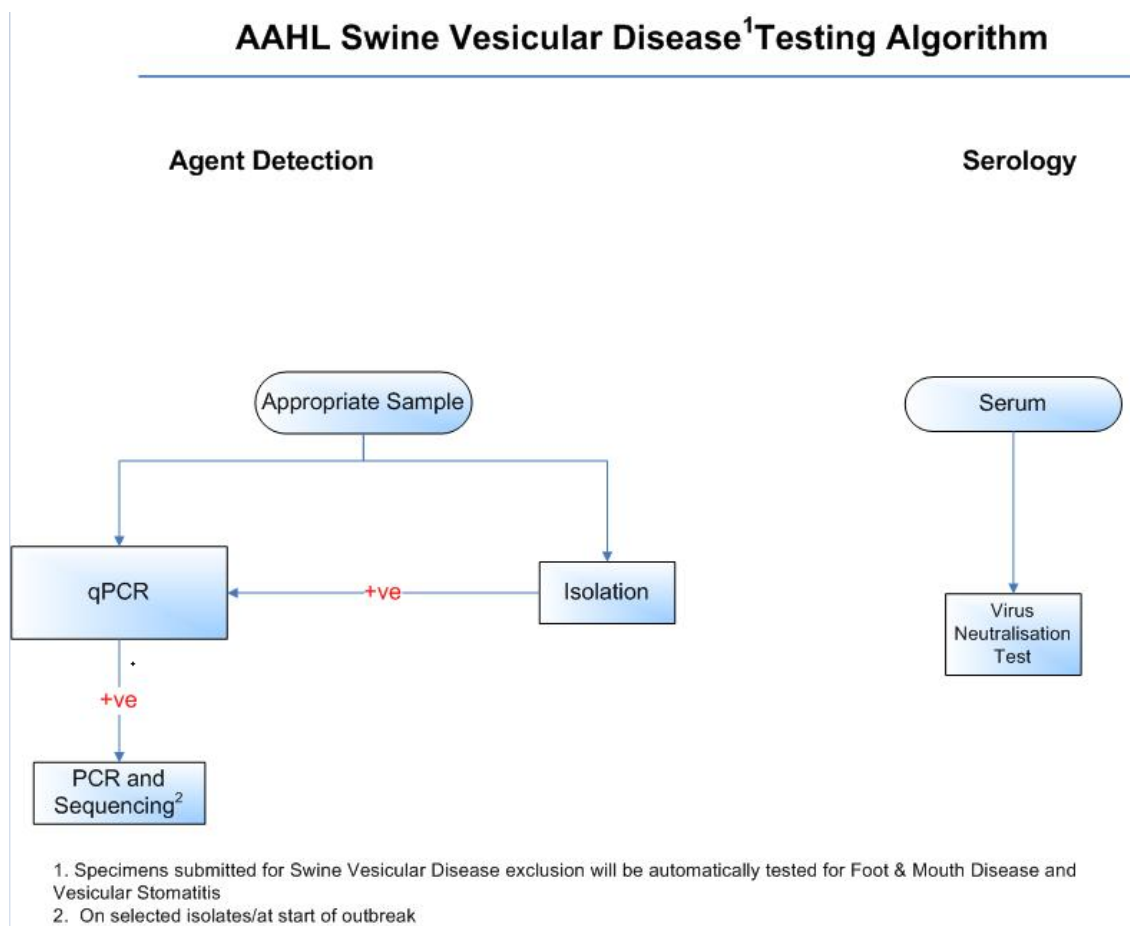 AAHL Swine Vesicular Disease¹Testing Algorithm
Agent Detection
Serology
Appropriate Sample
Serum
qPCR
+ve
Isolation
Virus
Neutralisation
Test
+ve
PCR and
Sequencing²
1. Specimens submitted for Swine Vesicular Disease exclusion will be automatically tested for Foot & Mouth Disease and
Vesicular Stomatitis
2. On selected isolates/at start of outbreak